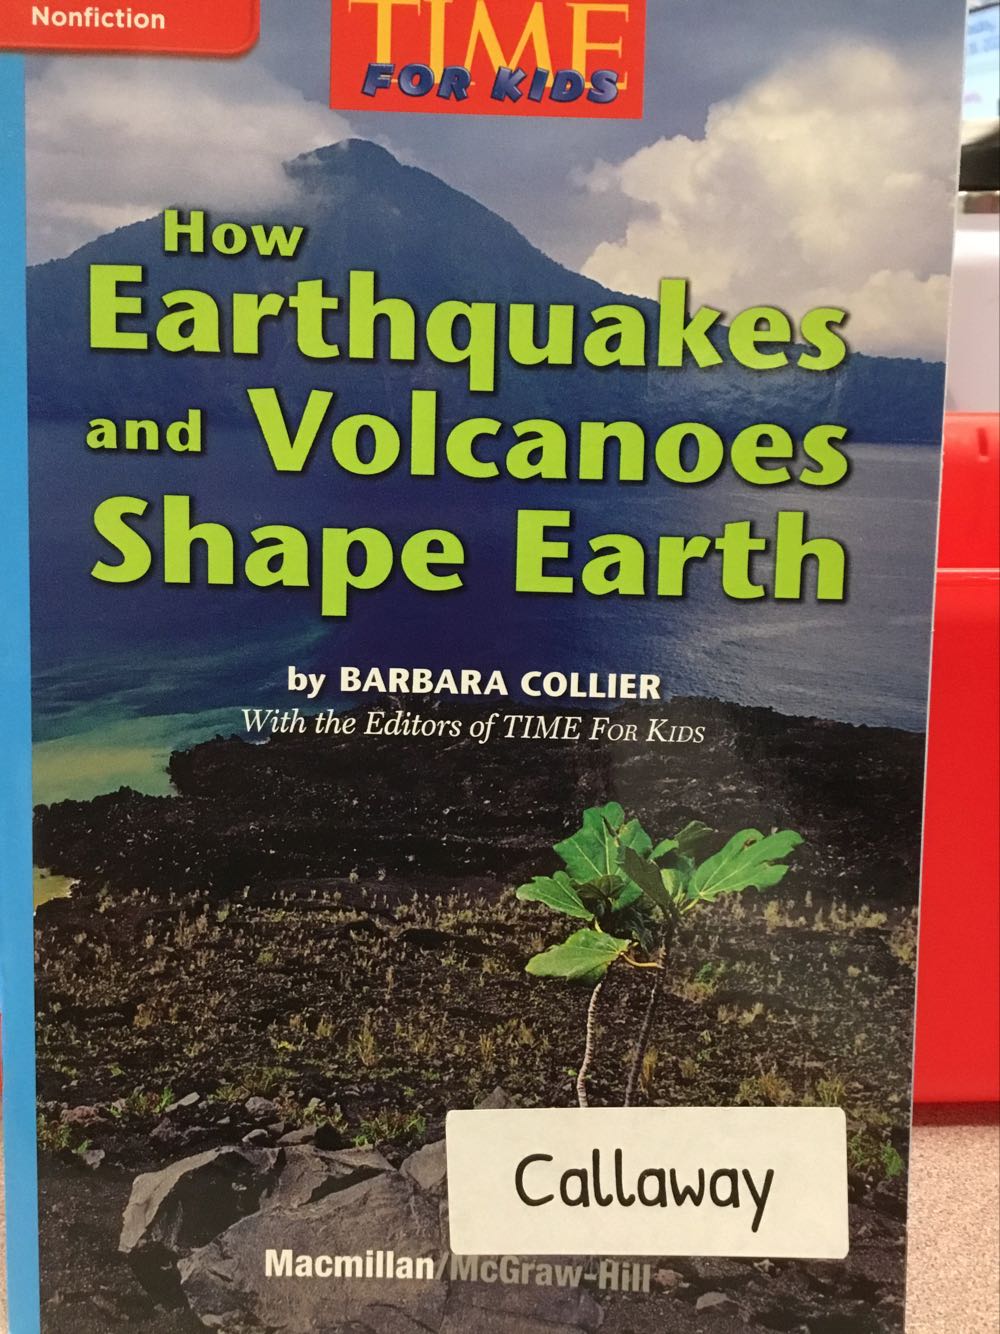 Nonfiction
TIME
FOR KIDS
How
Earthquakes
and Volcanoes
Shape Earth
by BARBARA COLLIER
With the Editors of TIME FOR KIDS
Callaway
Macmillan/McGraw-Hill